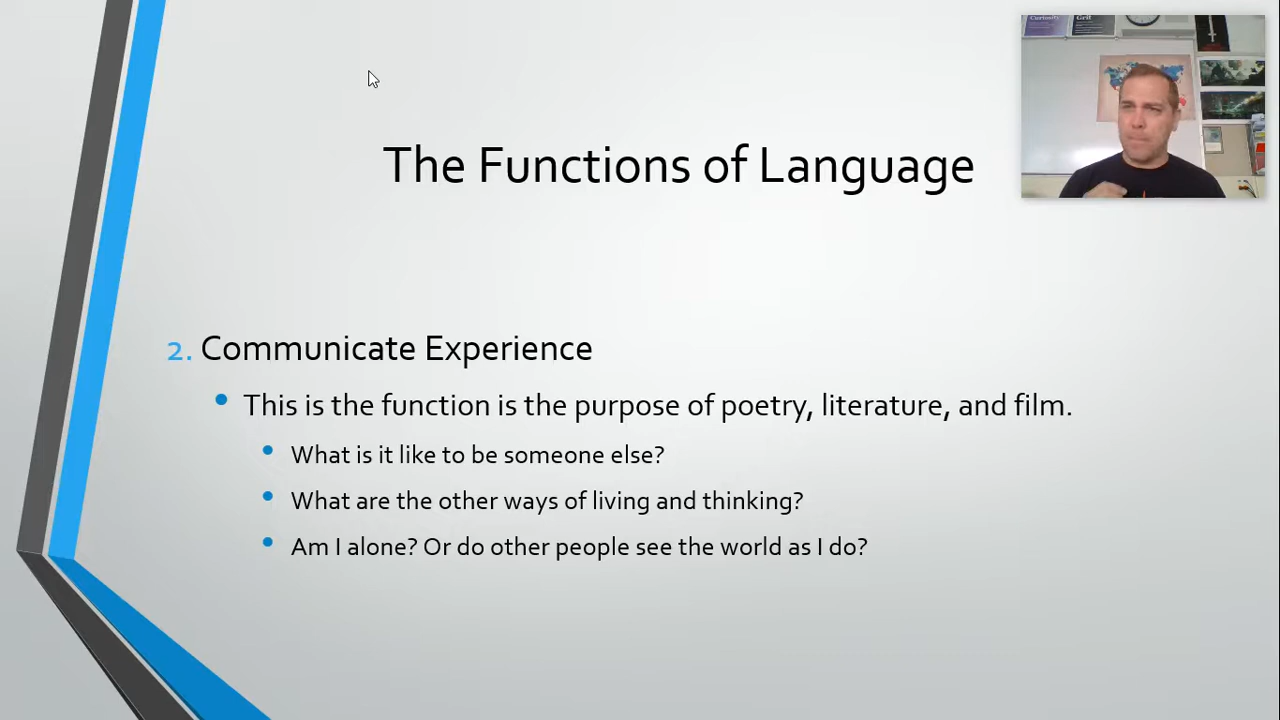 Curiosity
Grit
The Functions of Language
2. Communicate Experience
• This is the function is the purpose of poetry, literature, and film.
• What is it like to be someone else?
• What are the other ways of living and thinking?
• Am I alone? Or do other people see the world as I do?